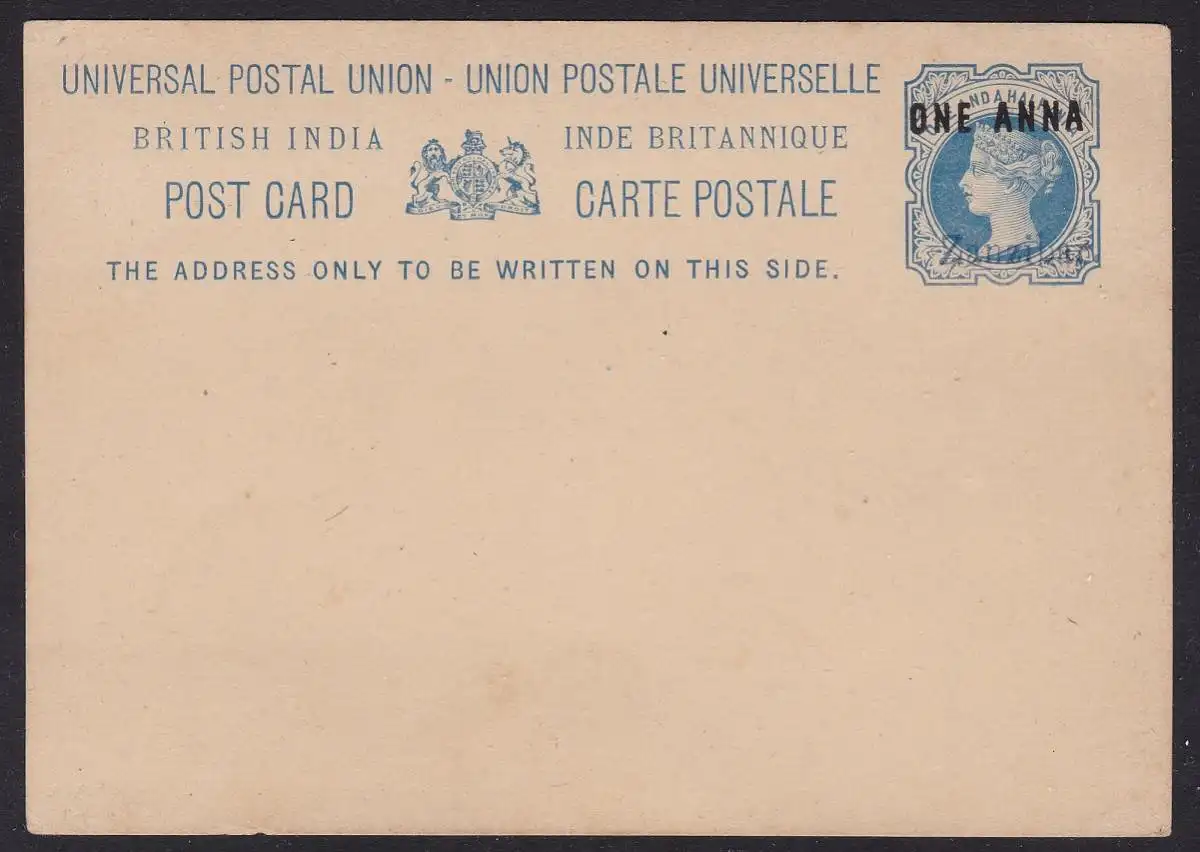 UNIVERSAL POSTAL UNION - UNION POSTALE UNIVERSELLE
BRITISH INDIA INDE BRITANNIQUE
POST CARD CARTE POSTALE
THE ADDRESS ONLY TO BE WRITTEN ON THIS SIDE.
ONE ANNA
Zanzibar